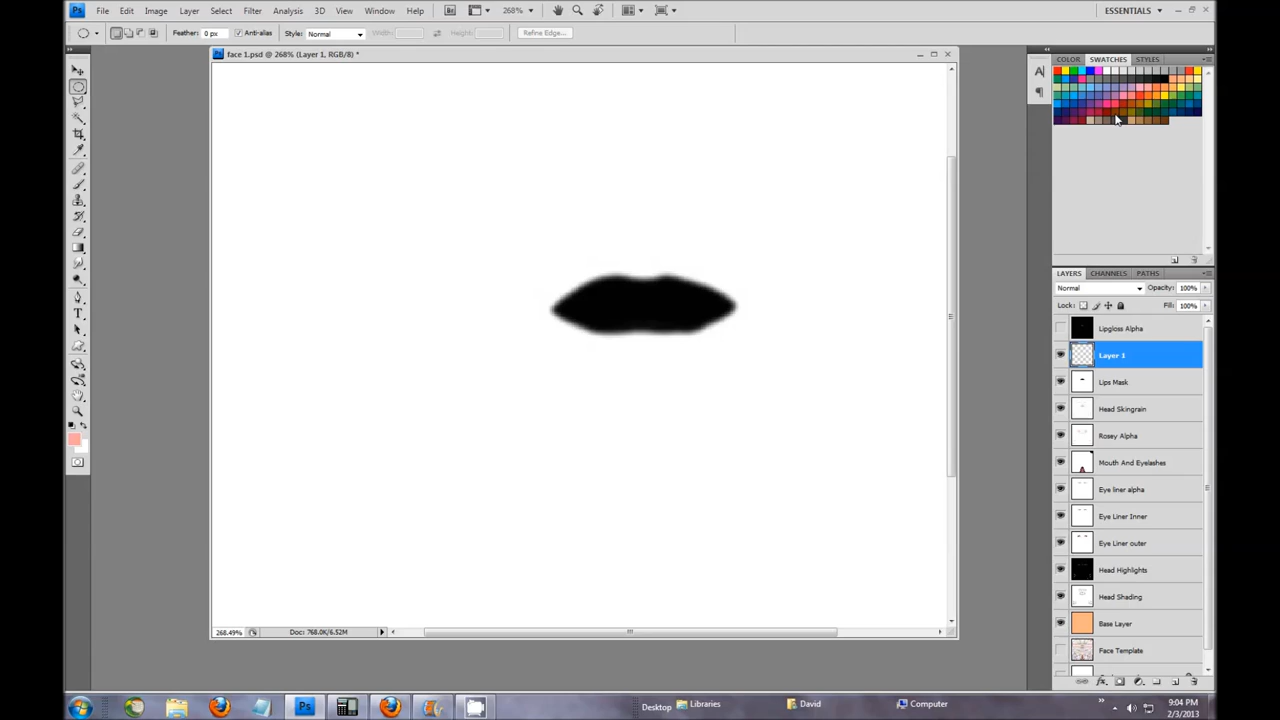 Ps File Edit Image Layer Select Filter Analysis 3D View Window Help Br 268% ESSENTIALS
Feather: 0 px Anti-alias Style: Normal Width: Height: Refine Edge...
face 1.psd @ 268% (Layer 1, RGB/8) *
COLOR SWATCHES STYLES
LAYERS CHANNELS PATHS
Normal Opacity: 100%
Lock: Fill: 100%
Lipgloss Alpha
Layer 1
Lips Mask
Head Skingrain
Rosey Alpha
Mouth And Eyelashes
Eye liner alpha
Eye Liner Inner
Eye Liner outer
Head Highlights
Head Shading
Base Layer
Face Template
268.49% Doc: 768.0K/6.52M
Desktop Libraries David Computer 9:04 PM
2/3/2013